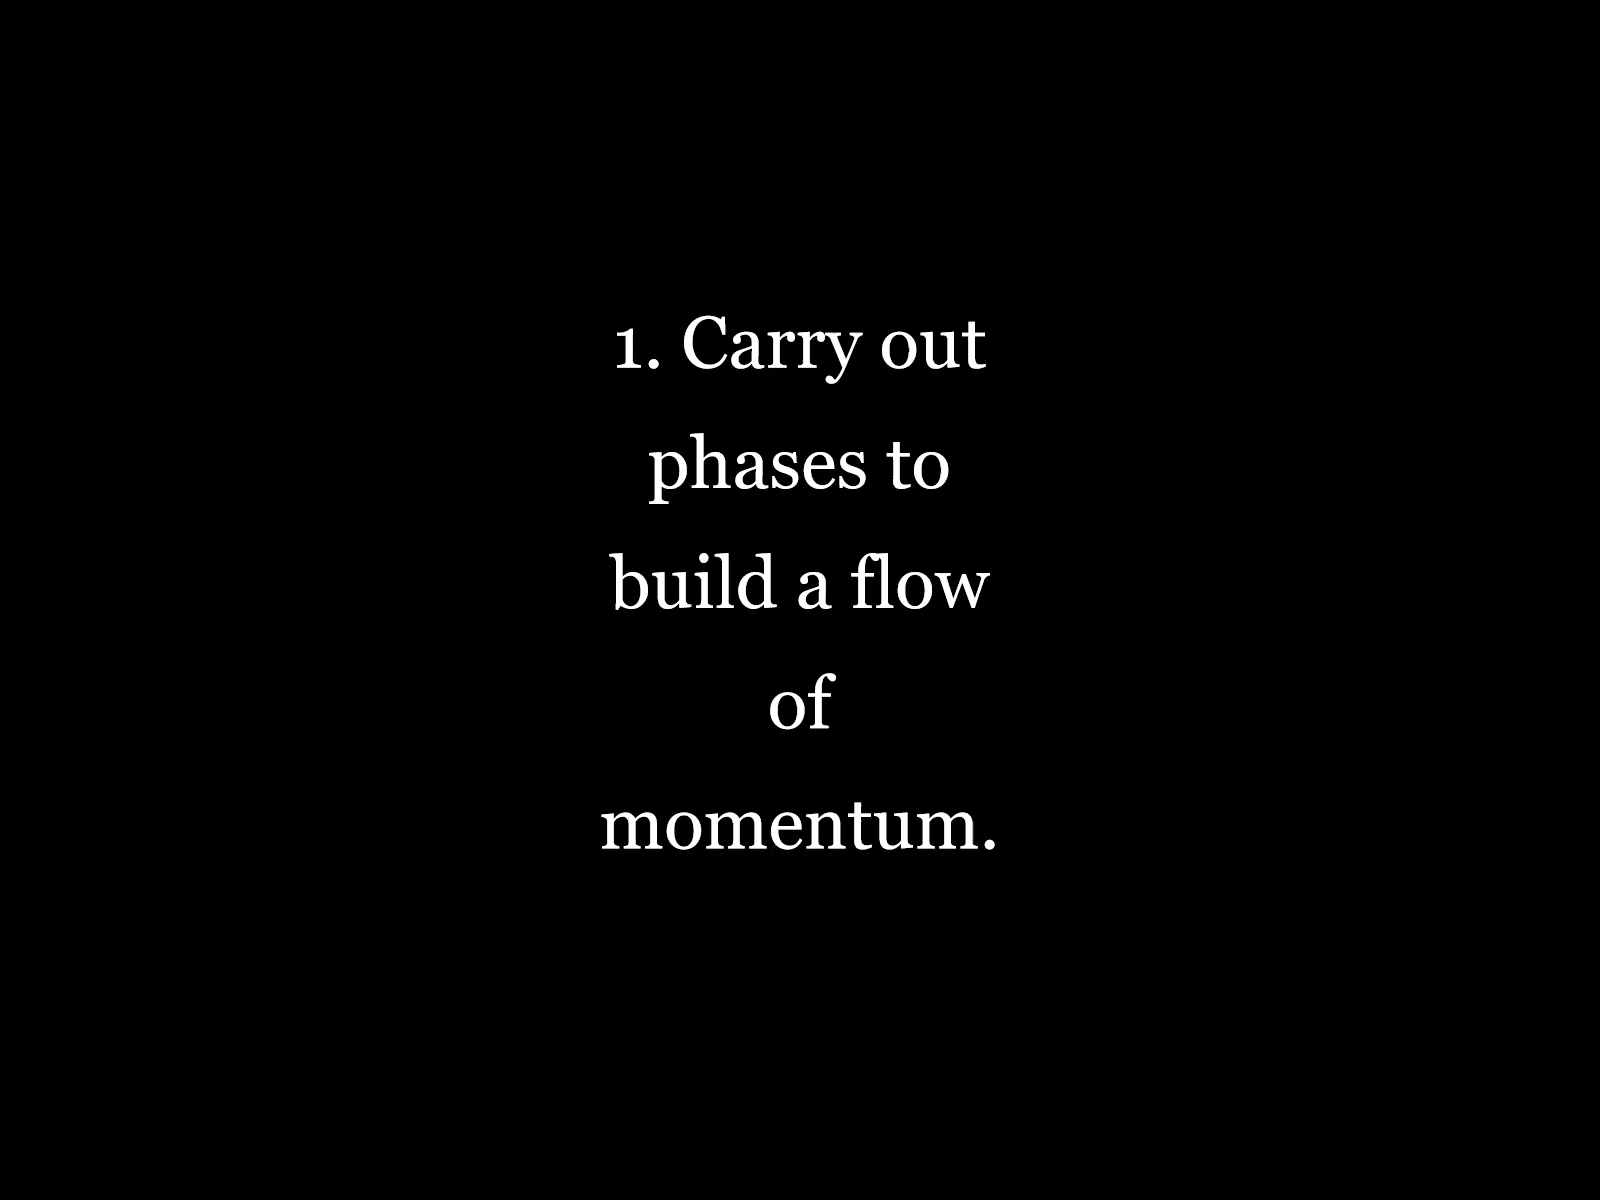 1. Carry out
phases to
build a flow
of
momentum.